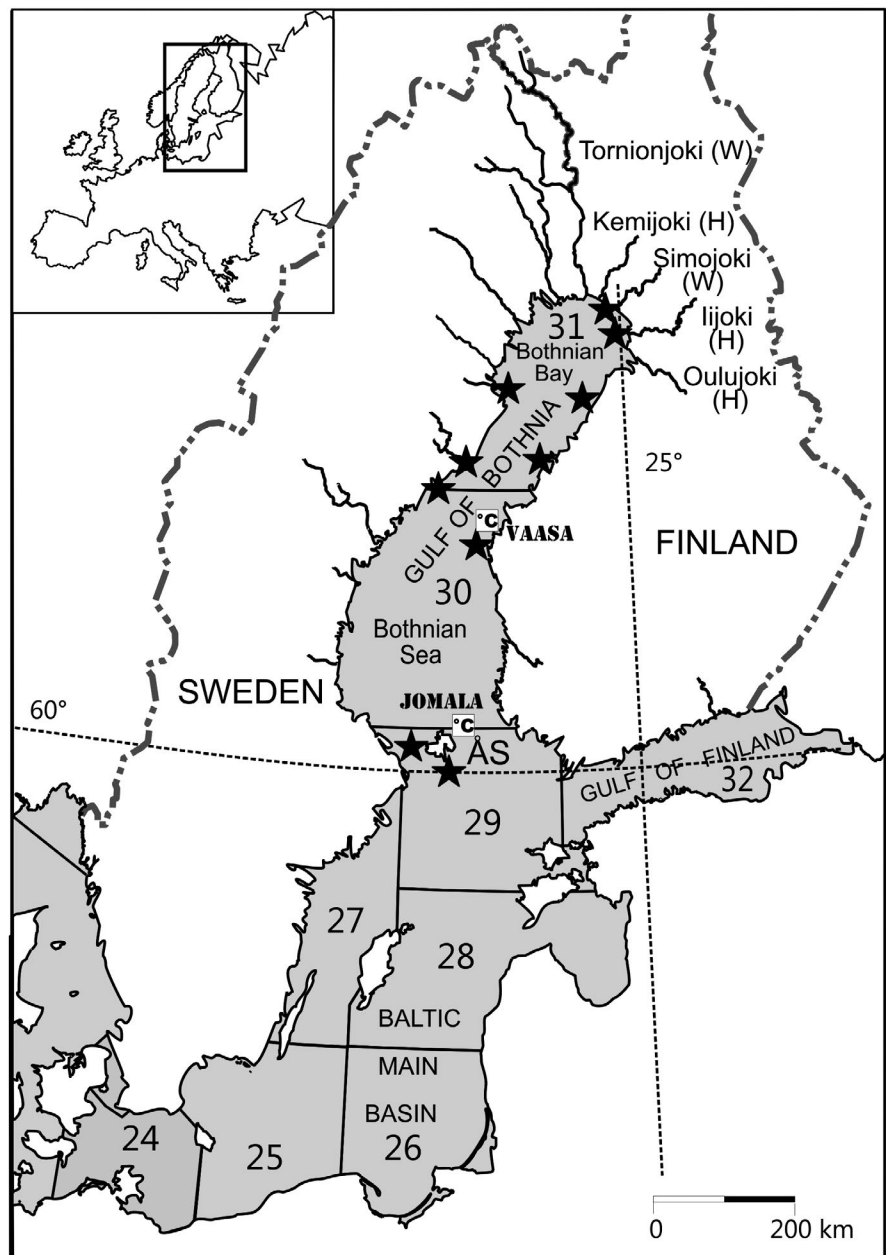 Tornionjoki (W)
Kemijoki (H)
Simojoki
(W)
Iijoki
(H)
Oulujoki
(H)
31
Bothnian
Bay
25°
GULF OF BOTHNIA
°C
VAASA
FINLAND
30
Bothnian
Sea
SWEDEN
JOMALA
°C
60°
ÅS
GULF OF FINLAND
32
29
27
28
BALTIC
MAIN
BASIN
24
25
26
0 200 km